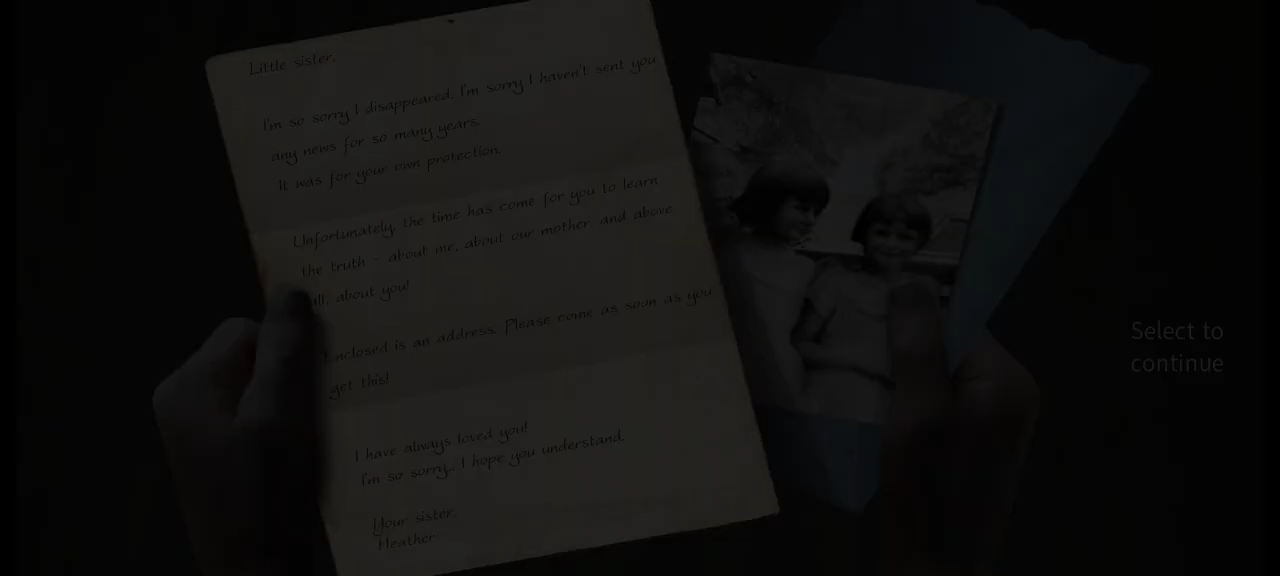 Little sister,
I'm so sorry I disappeared. I'm sorry I haven't sent you
any news for so many years.
It was for your own protection.
Unfortunately, the time has come for you to learn
the truth - about me, about our mother, and above
all, about you!
Enclosed is an address. Please come as soon as you
get this!
I have always loved you!
I'm so sorry... I hope you understand.
Your sister,
Heather
Select to
continue